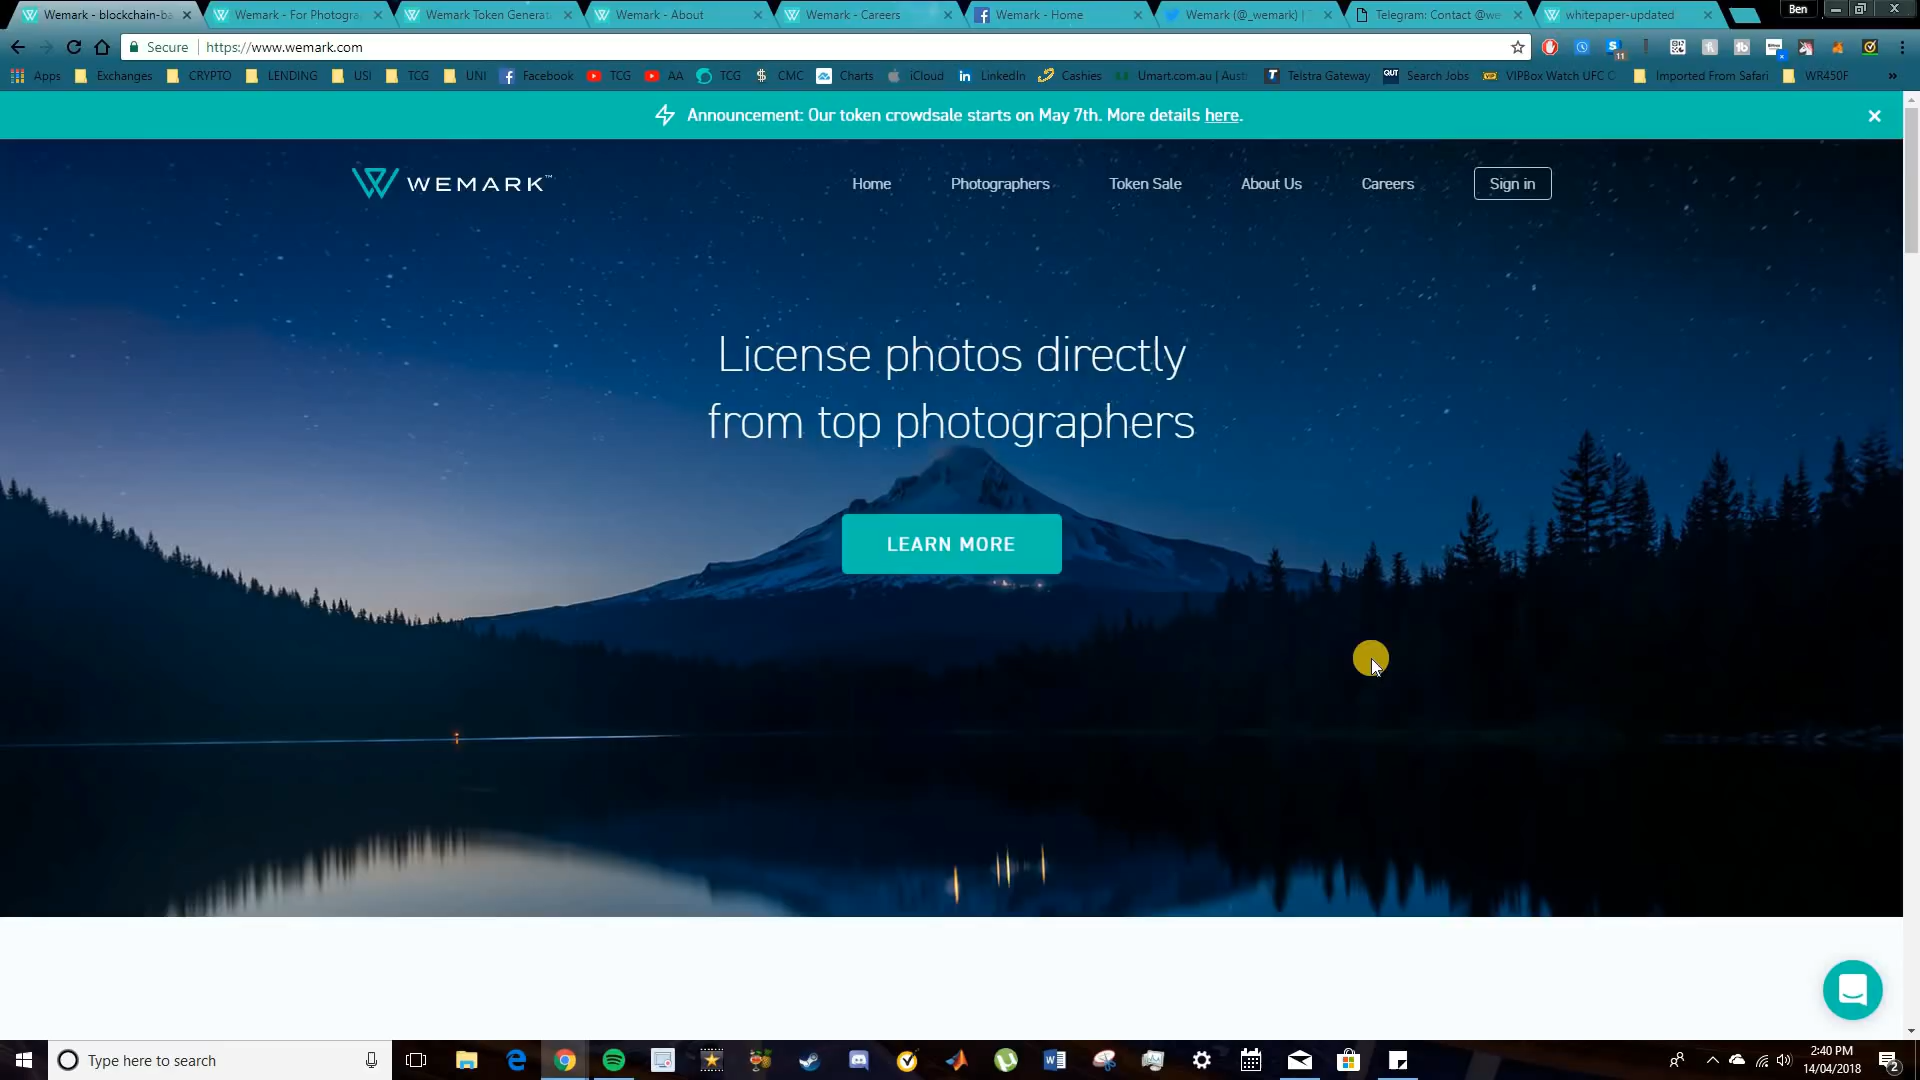 Wemark - blockchain-ba
Wemark - For Photogra
Wemark Token Generat
Wemark - About
Wemark - Careers
Wemark - Home
Wemark (@_wemark) | T
Telegram: Contact @we
whitepaper-updated
Ben
Secure
https://www.wemark.com
11
Apps
Exchanges
CRYPTO
LENDING
USI
TCG
UNI
Facebook
TCG
AA
TCG
CMC
Charts
iCloud
LinkedIn
Cashies
Umart.com.au | Aust
Telstra Gateway
Search Jobs
VIPBox Watch UFC O
Imported From Safari
WR450F
Announcement: Our token crowdsale starts on May 7th. More details here.
WEMARK™
Home
Photographers
Token Sale
About Us
Careers
Sign in
License photos directly
from top photographers
LEARN MORE
Type here to search
2:40 PM
14/04/2018
2